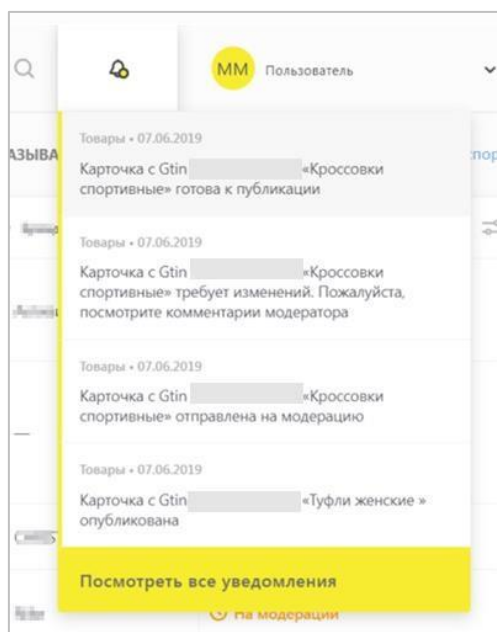 ММ Пользователь
Товары • 07.06.2019
АЗЫВА
Карточка с Gtin «Кроссовки
спортивные» готова к публикации
Товары • 07.06.2019
Карточка с Gtin «Кроссовки
спортивные» требует изменений. Пожалуйста,
посмотрите комментарии модератора
Товары • 07.06.2019
Карточка с Gtin «Кроссовки
спортивные» отправлена на модерацию
Товары • 07.06.2019
Карточка с Gtin «Туфли женские »
опубликована
Посмотреть все уведомления
На модерации